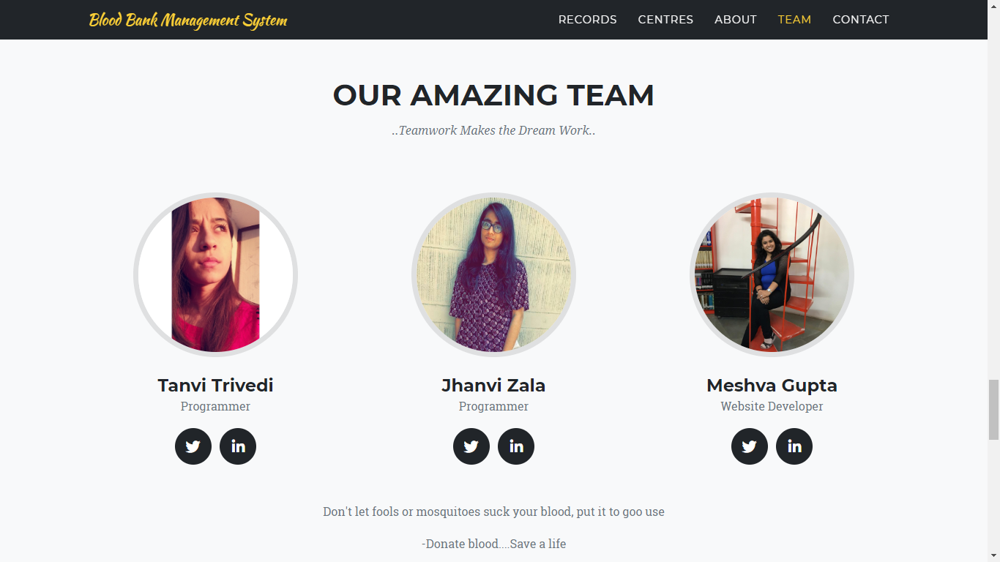 Blood Bank Management System
RECORDS CENTRES ABOUT TEAM CONTACT
OUR AMAZING TEAM
..Teamwork Makes the Dream Work..
Tanvi Trivedi
Programmer
Jhanvi Zala
Programmer
Meshva Gupta
Website Developer
Don't let fools or mosquitoes suck your blood, put it to goo use
-Donate blood....Save a life